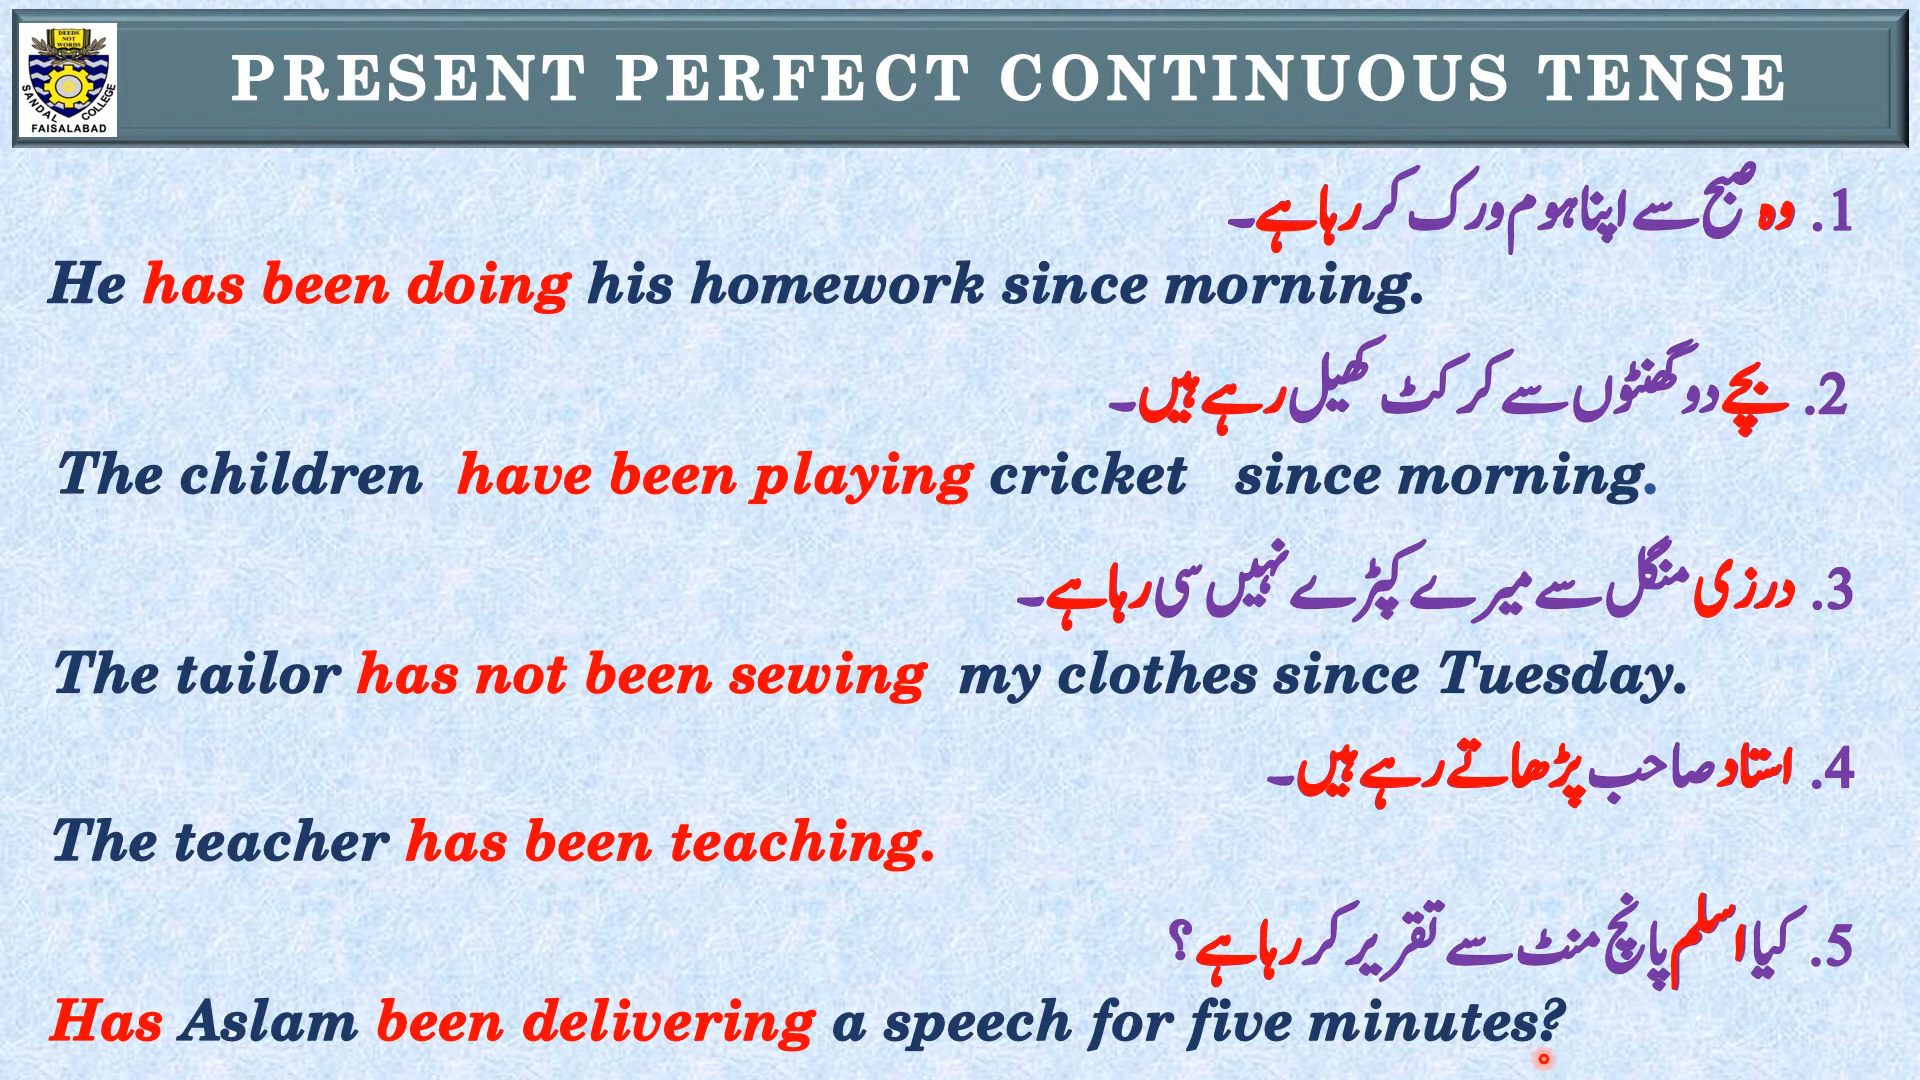 DEEDS
NOT
WORDS
SANDAL COLLEGE
FAISALABAD
PRESENT PERFECT CONTINUOUS TENSE
1. وہ صبح سے اپنا ہوم ورک کر رہا ہے۔
He has been doing his homework since morning.
2. بچے دو گھنٹوں سے کرکٹ کھیل رہے ہیں۔
The children have been playing cricket since morning.
3. درزی منگل سے میرے کپڑے نہیں سی رہا ہے۔
The tailor has not been sewing my clothes since Tuesday.
4. استاد صاحب پڑھاتے رہے ہیں۔
The teacher has been teaching.
5. کیا اسلم پانچ منٹ سے تقریر کر رہا ہے؟
Has Aslam been delivering a speech for five minutes?